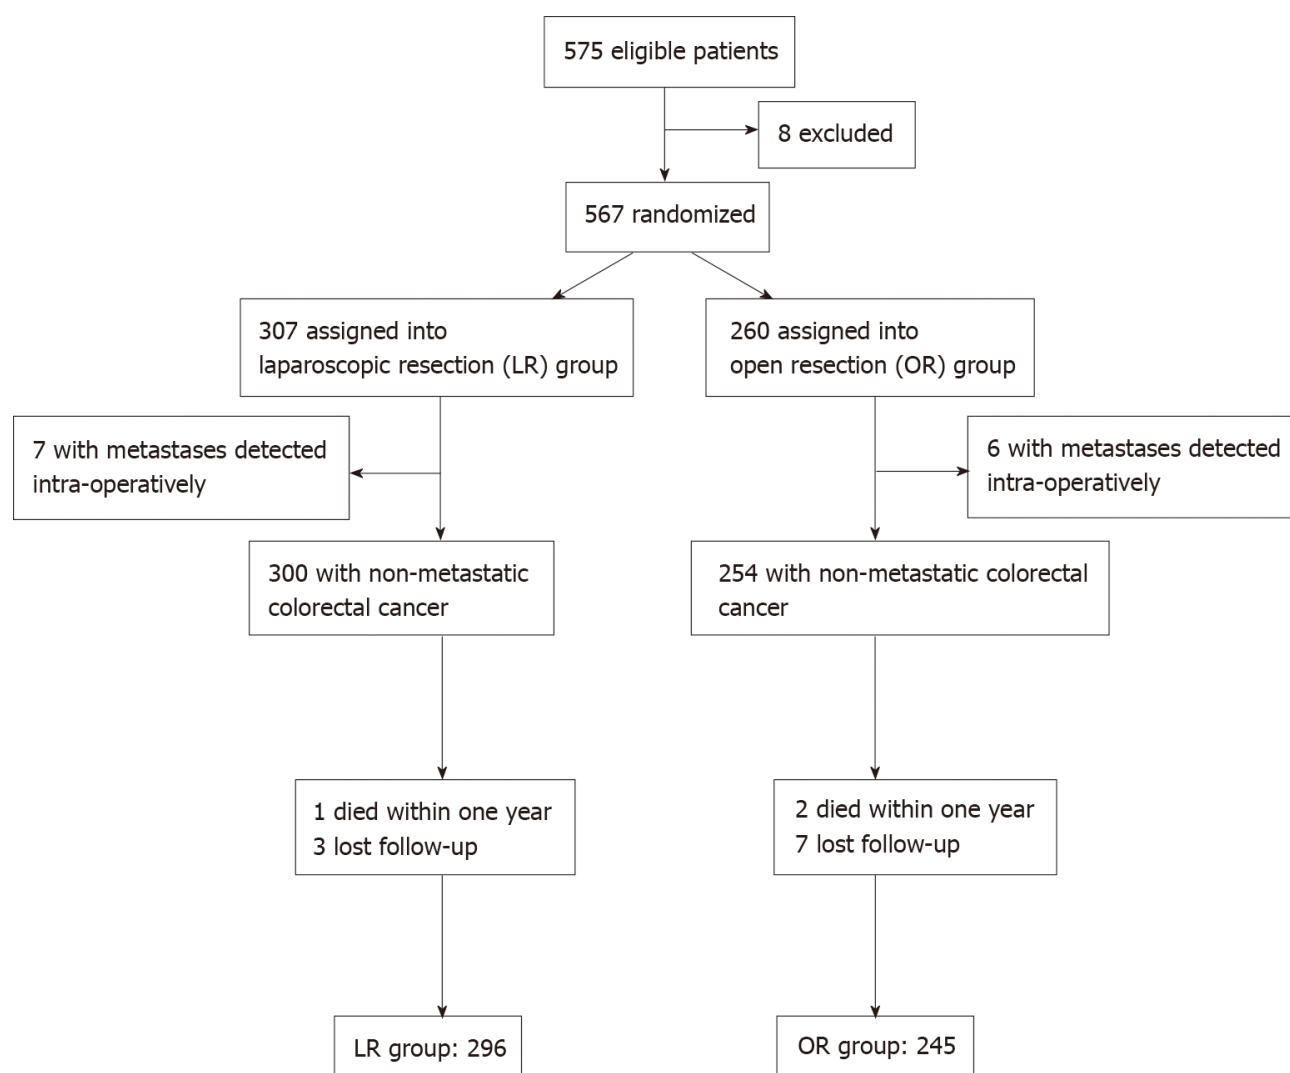 575 eligible patients
8 excluded
567 randomized
307 assigned into
laparoscopic resection (LR) group
260 assigned into
open resection (OR) group
7 with metastases detected
intra-operatively
6 with metastases detected
intra-operatively
300 with non-metastatic
colorectal cancer
254 with non-metastatic colorectal
cancer
1 died within one year
3 lost follow-up
2 died within one year
7 lost follow-up
LR group: 296
OR group: 245